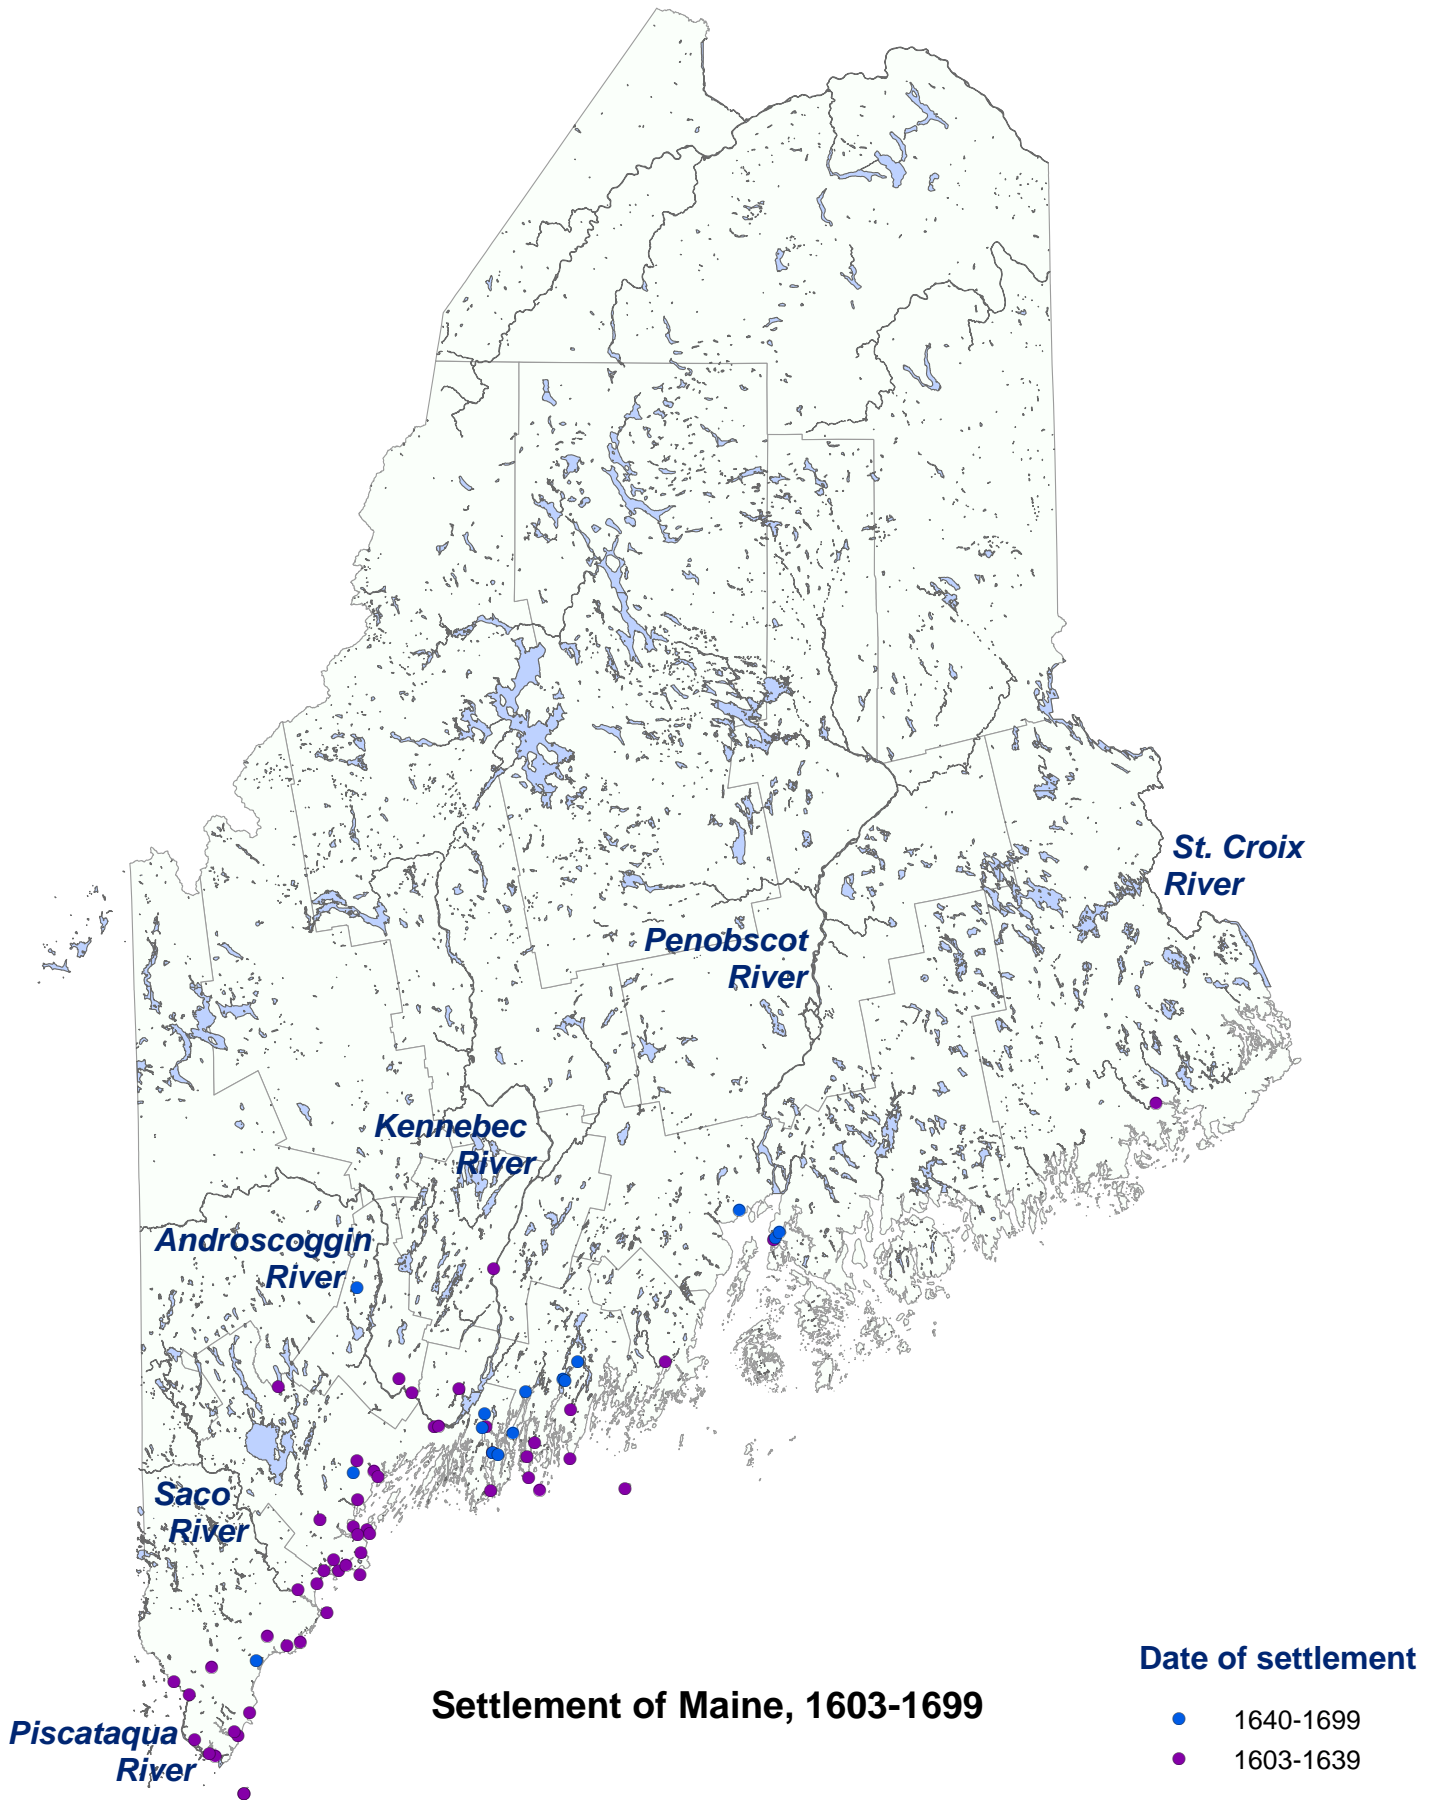 St. Croix
River
Penobscot
River
Kennebec
River
Androscoggin
River
Saco
River
Date of settlement
Settlement of Maine, 1603-1699
1640-1699
Piscataqua
River
1603-1639